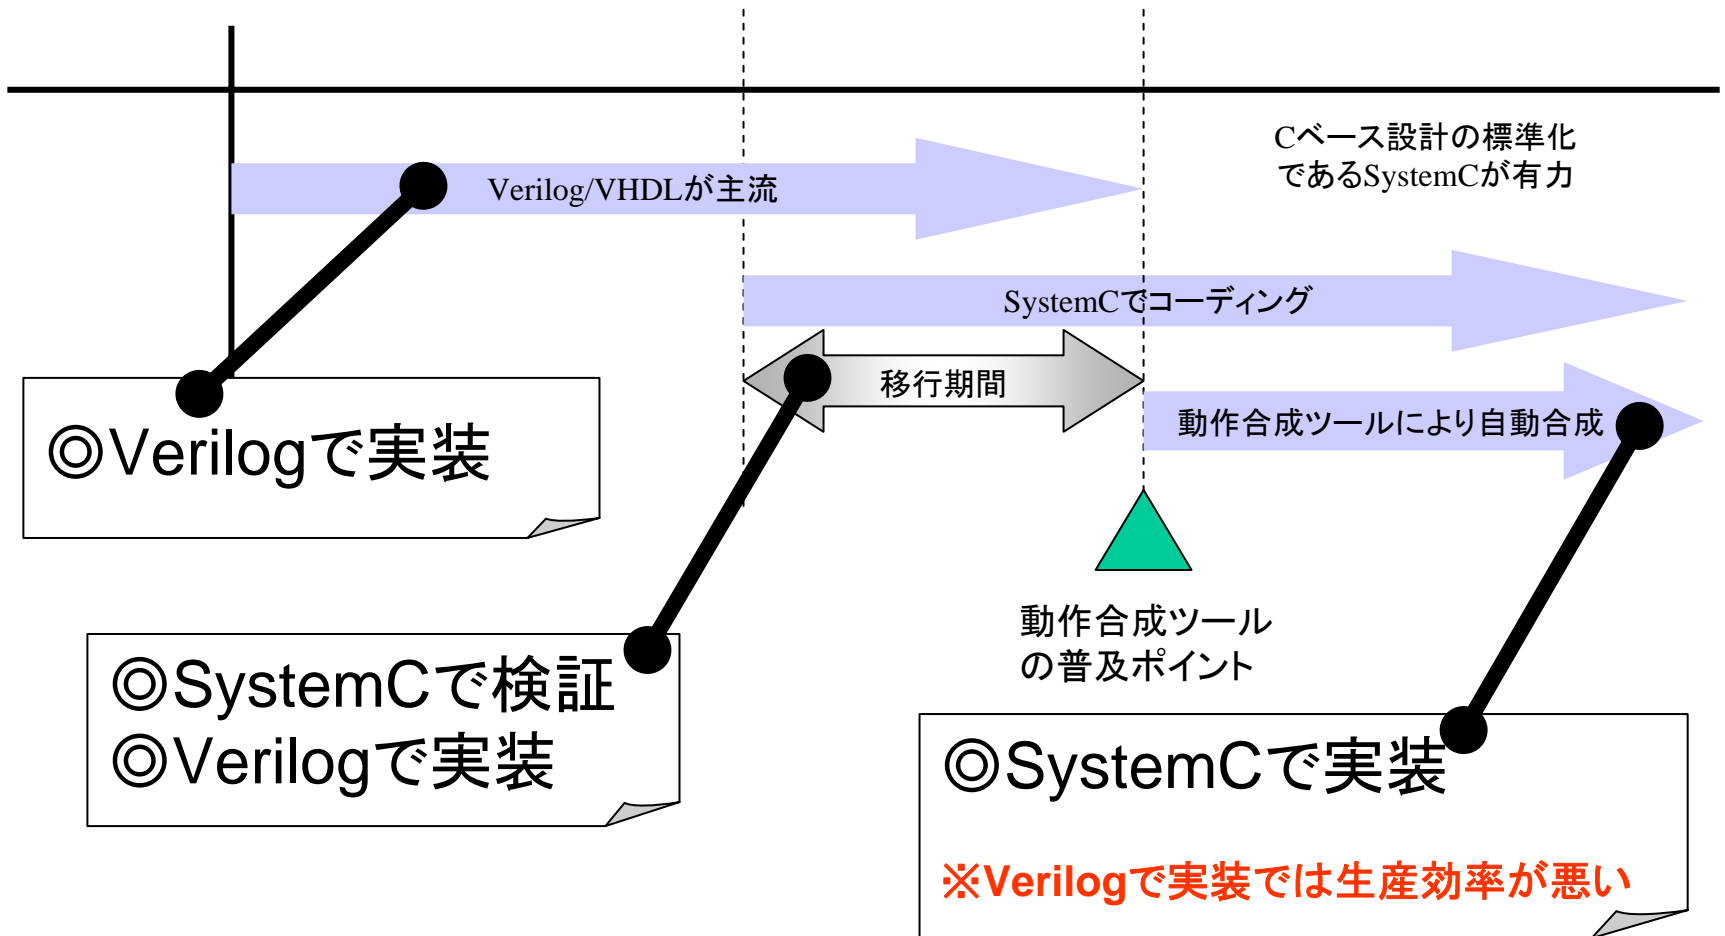 Cベース設計の標準化
であるSystemCが有力
Verilog/VHDLが主流
SystemCでコーディング
移行期間
動作合成ツールにより自動合成
◎Verilogで実装
動作合成ツール
の普及ポイント
◎SystemCで検証
◎Verilogで実装
◎SystemCで実装
※Verilogで実装では生産効率が悪い